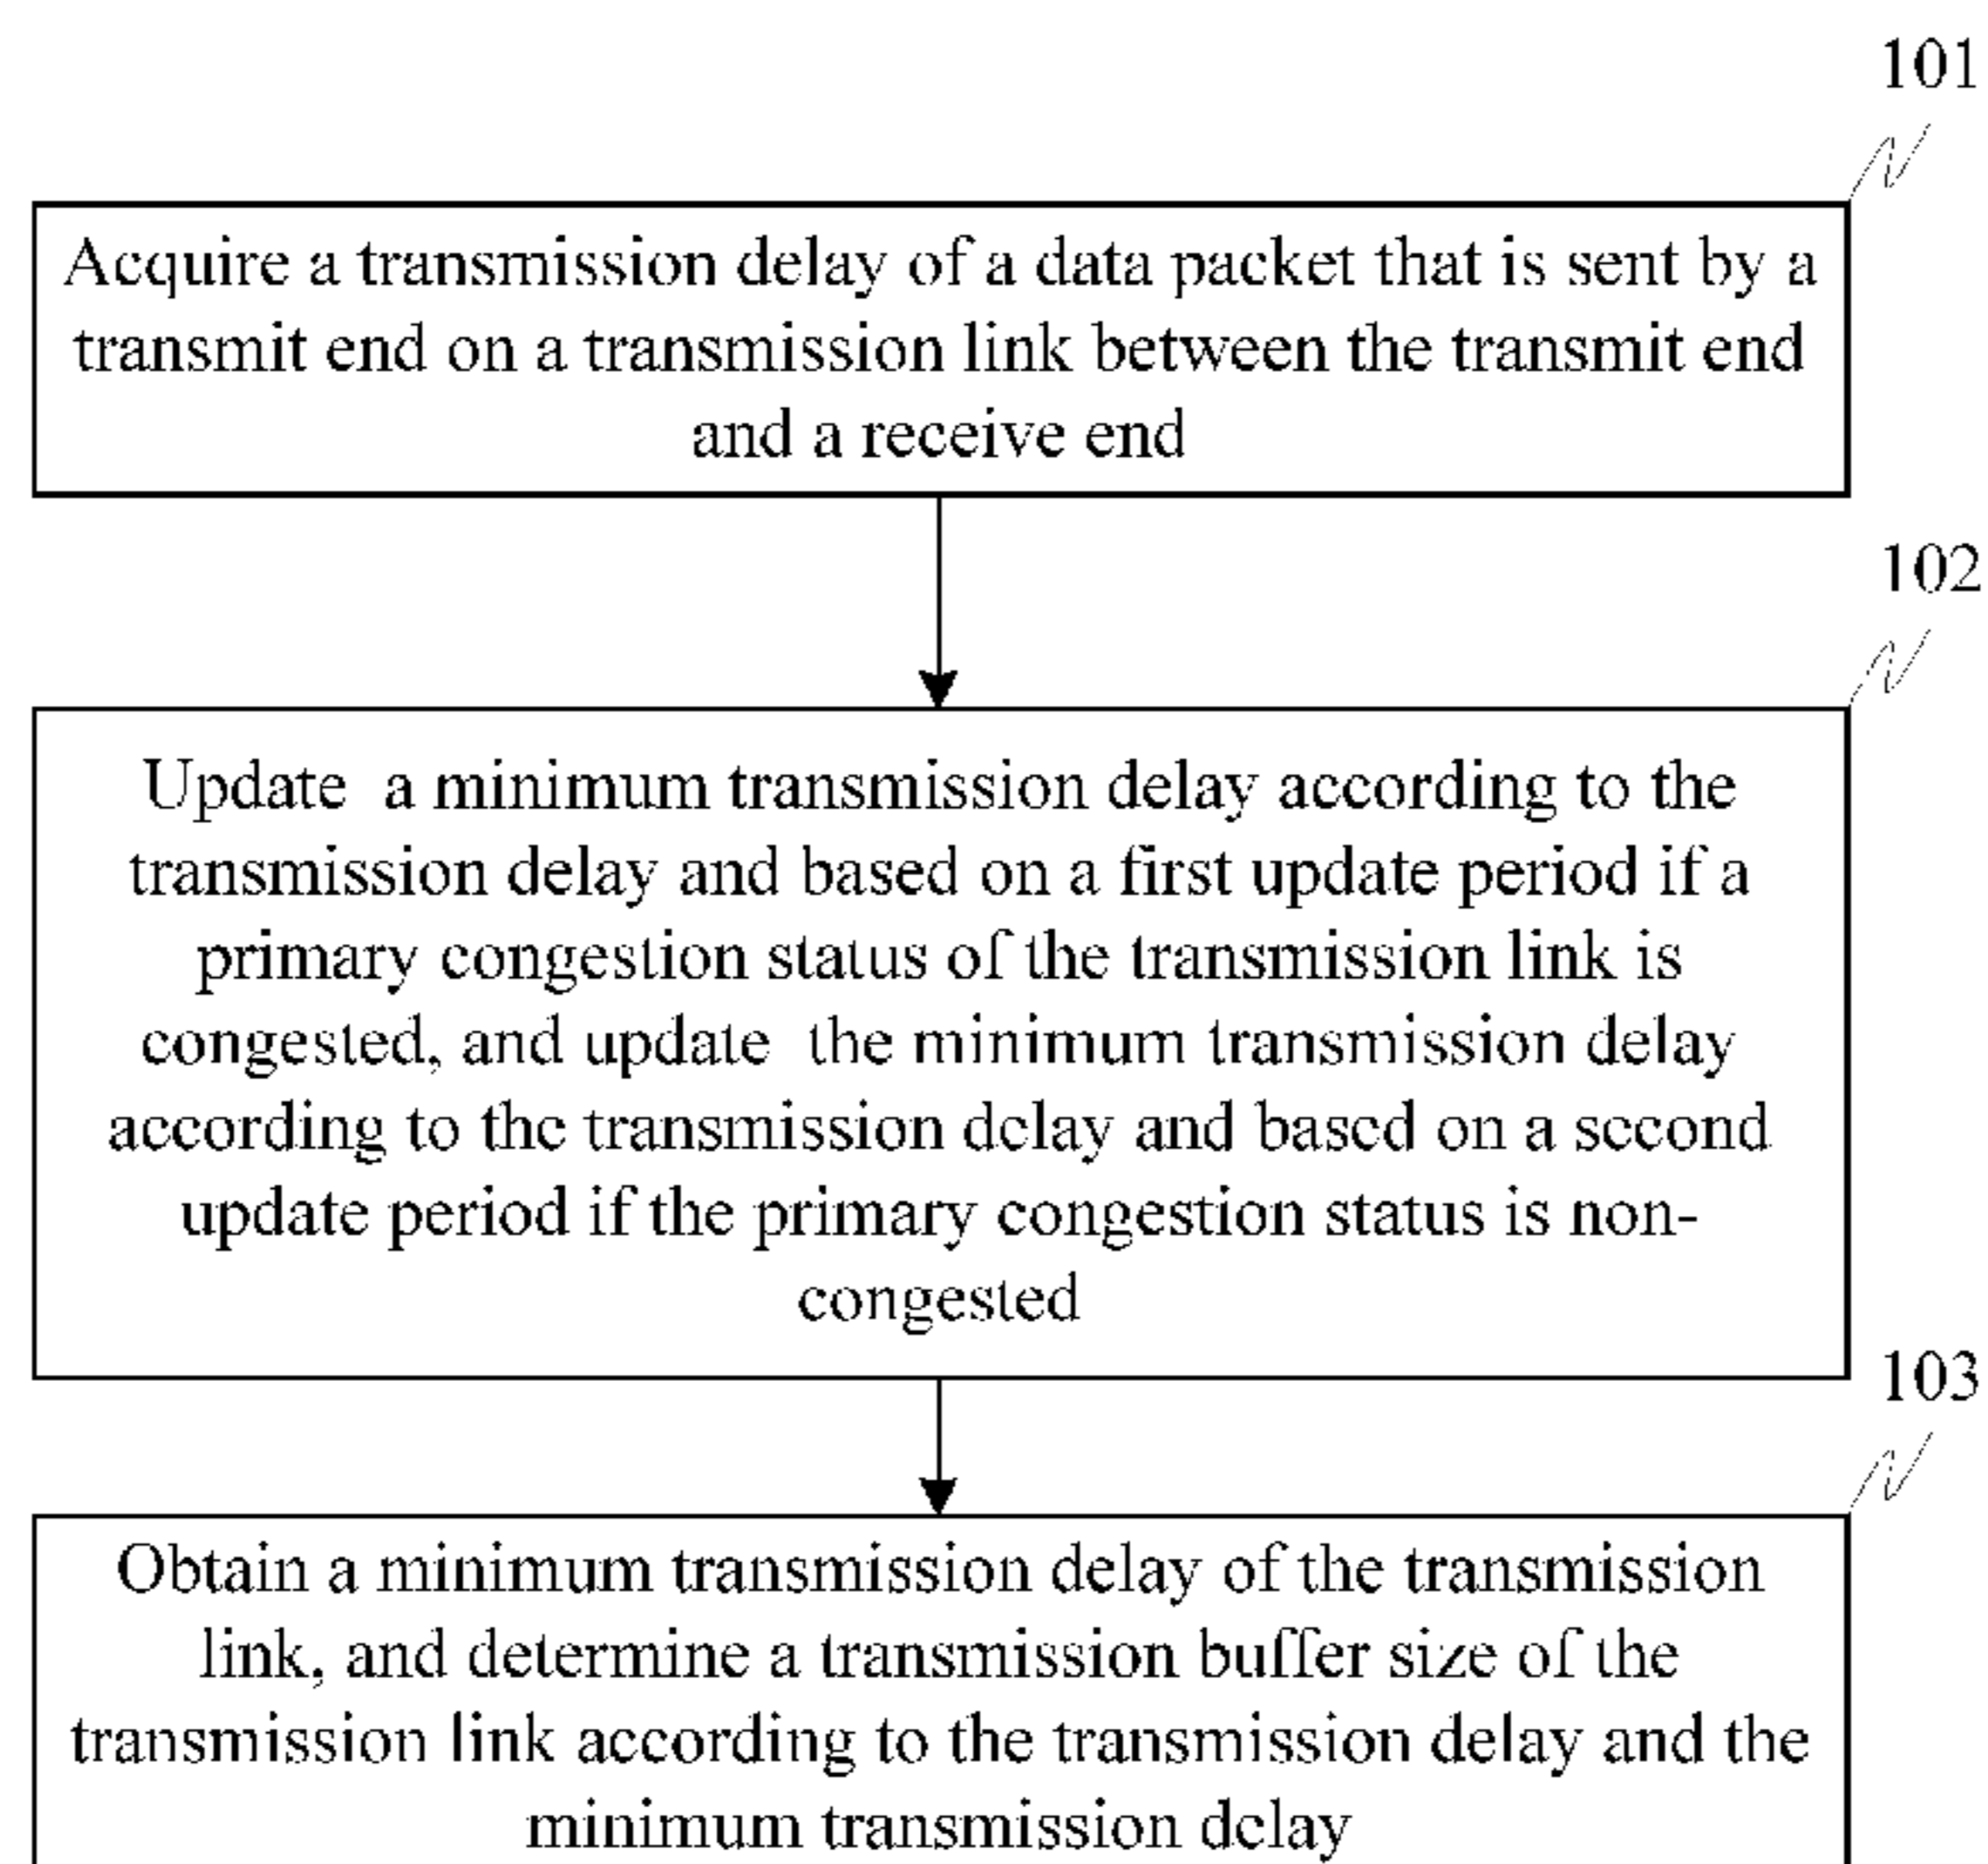 101
Acquire a transmission delay of a data packet that is sent by a
transmit end on a transmission link between the transmit end
and a receive end
102
Update a minimum transmission delay according to the
transmission delay and based on a first update period if a
primary congestion status of the transmission link is
congested, and update the minimum transmission delay
according to the transmission delay and based on a second
update period if the primary congestion status is non-
congested
103
Obtain a minimum transmission delay of the transmission
link, and determine a transmission buffer size of the
transmission link according to the transmission delay and the
minimum transmission delay